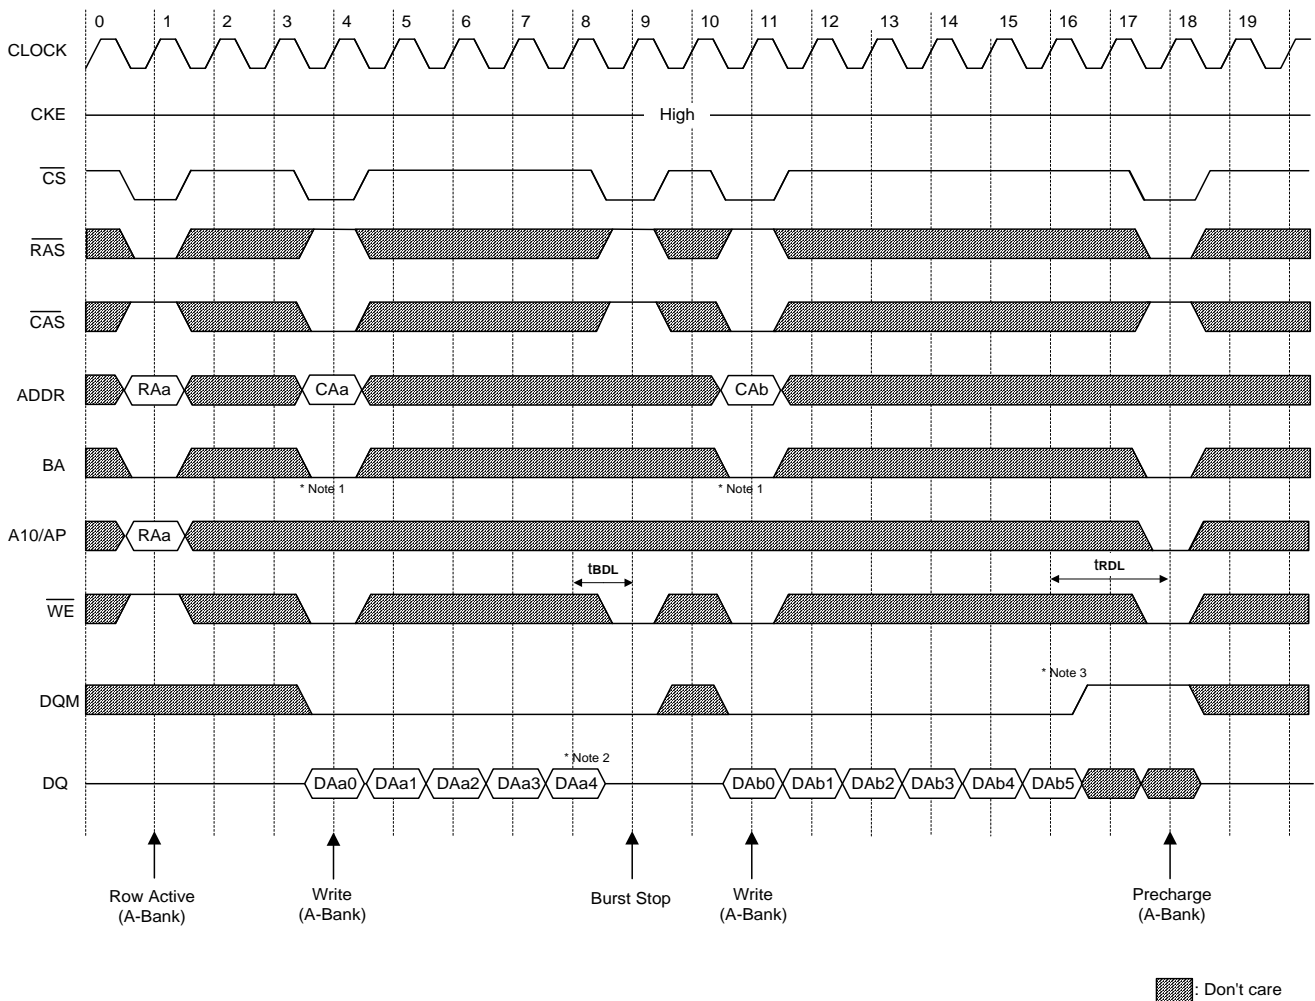 0 1 2 3 4 5 6 7 8 9 10 11 12 13 14 15 16 17 18 19
CLOCK
CKE High
CS
RAS
CAS
ADDR RAa CAa CAb
BA
* Note 1 * Note 1
A10/AP RAa
tBDL tRDL
WE
* Note 3
DQM
* Note 2
DQ DAa0 DAa1 DAa2 DAa3 DAa4 DAb0 DAb1 DAb2 DAb3 DAb4 DAb5
Row Active Write Burst Stop Write Precharge
(A-Bank) (A-Bank) (A-Bank) (A-Bank)
: Don't care